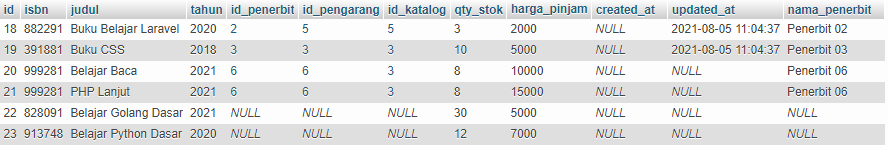 id isbn judul tahun id_penerbit id_pengarang id_katalog qty_stok harga_pinjam created_at updated_at nama_penerbit
18 882291 Buku Belajar Laravel 2020 2 5 5 3 2000 NULL 2021-08-05 11:04:37 Penerbit 02
19 391881 Buku CSS 2018 3 3 3 10 5000 NULL 2021-08-05 11:04:37 Penerbit 03
20 999281 Belajar Baca 2021 6 6 3 8 10000 NULL NULL Penerbit 06
21 999281 PHP Lanjut 2021 6 6 3 8 15000 NULL NULL Penerbit 06
22 828091 Belajar Golang Dasar 2021 NULL NULL NULL 30 5000 NULL NULL NULL
23 913748 Belajar Python Dasar 2020 NULL NULL NULL 12 7000 NULL NULL NULL